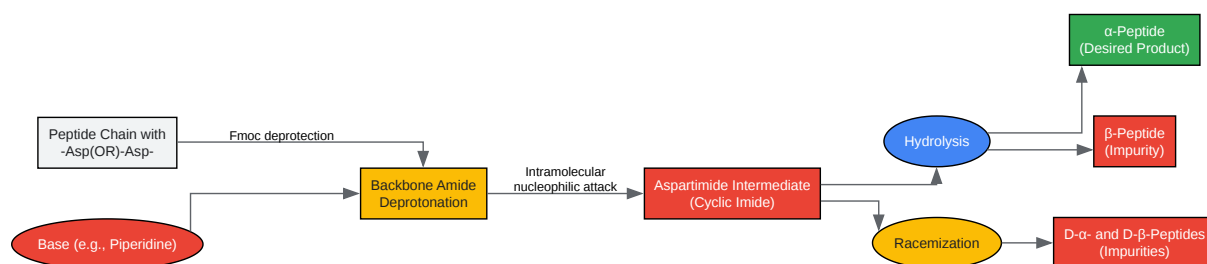 α-Peptide
(Desired Product)
Peptide Chain with
-Asp(OR)-Asp-
Fmoc deprotection
Hydrolysis
β-Peptide
(Impurity)
Backbone Amide
Deprotonation
Intramolecular
nucleophilic attack
Aspartimide Intermediate
(Cyclic Imide)
Base (e.g., Piperidine)
Racemization
D-α- and D-β-Peptides
(Impurities)